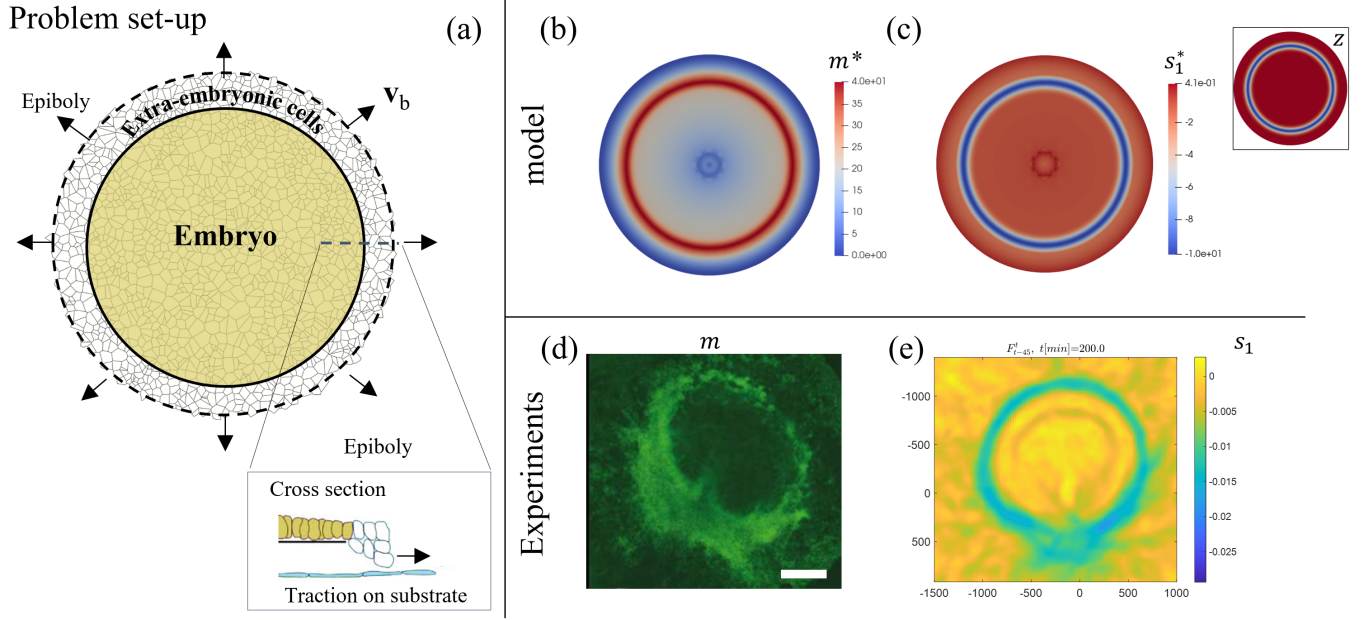 Problem set-up
(a)
Epiboly
Extra-embryonic cells
v_b
Embryo
Epiboly
Cross section
Traction on substrate
model
(b)
m*
4.0e+01
35
30
25
20
15
10
5
0.0e+00
(c)
s₁*
4.1e-01
-2
-4
-6
-8
-1.0e+01
z
Experiments
(d)
m
(e)
F^t_{t-45}, t[min]=200.0
s₁
-1000
-500
0
500
-1500
-1000
-500
0
500
1000
0
-0.005
-0.01
-0.015
-0.02
-0.025